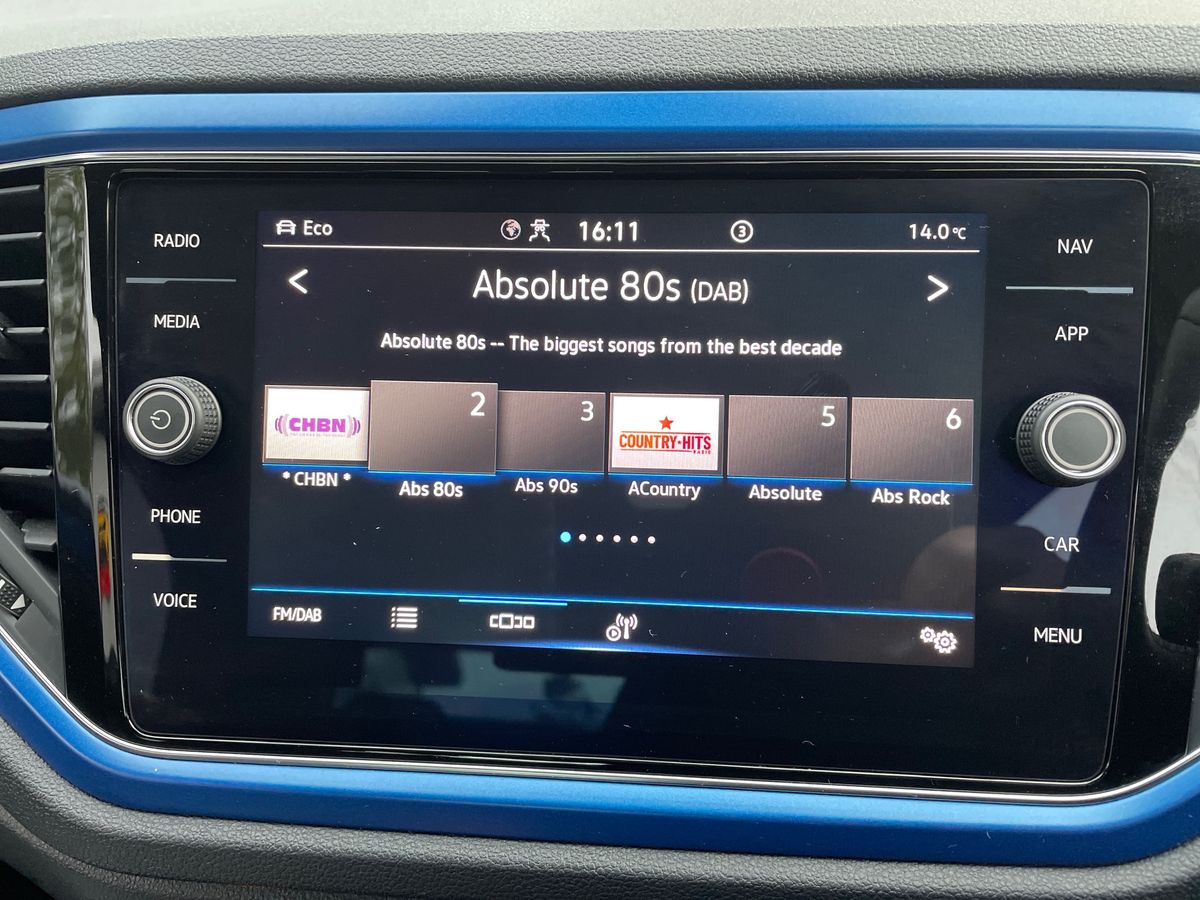 Eco 16:11 3 14.0°C
RADIO
NAV
< Absolute 80s (DAB) >
MEDIA
APP
Absolute 80s -- The biggest songs from the best decade
2 3 5 6
CHBN
COUNTRY★HITS
RADIO
* CHBN * Abs 80s Abs 90s ACountry Absolute Abs Rock
PHONE
CAR
VOICE
FM/DAB
MENU